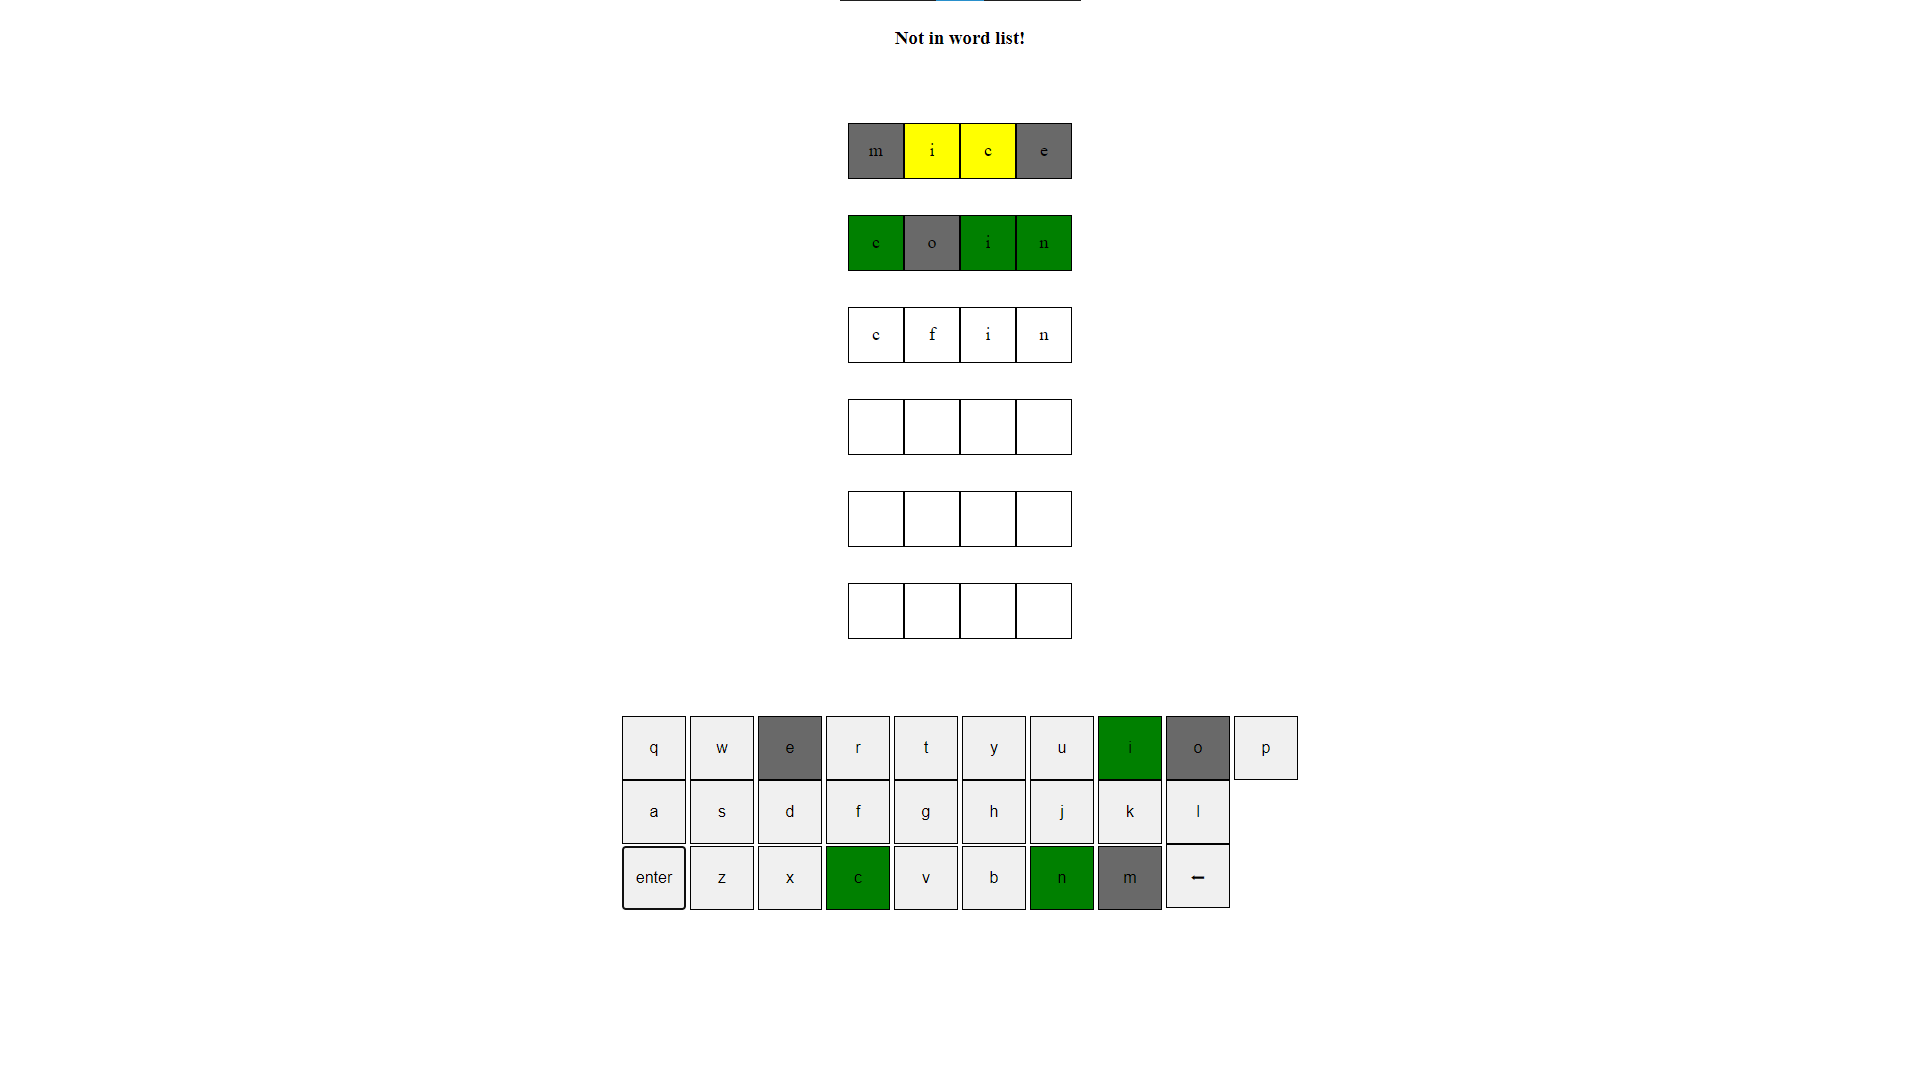 Not in word list!
m i c e
c o i n
c f i n
q w e r t y u i o p
a s d f g h j k l
enter z x c v b n m ←